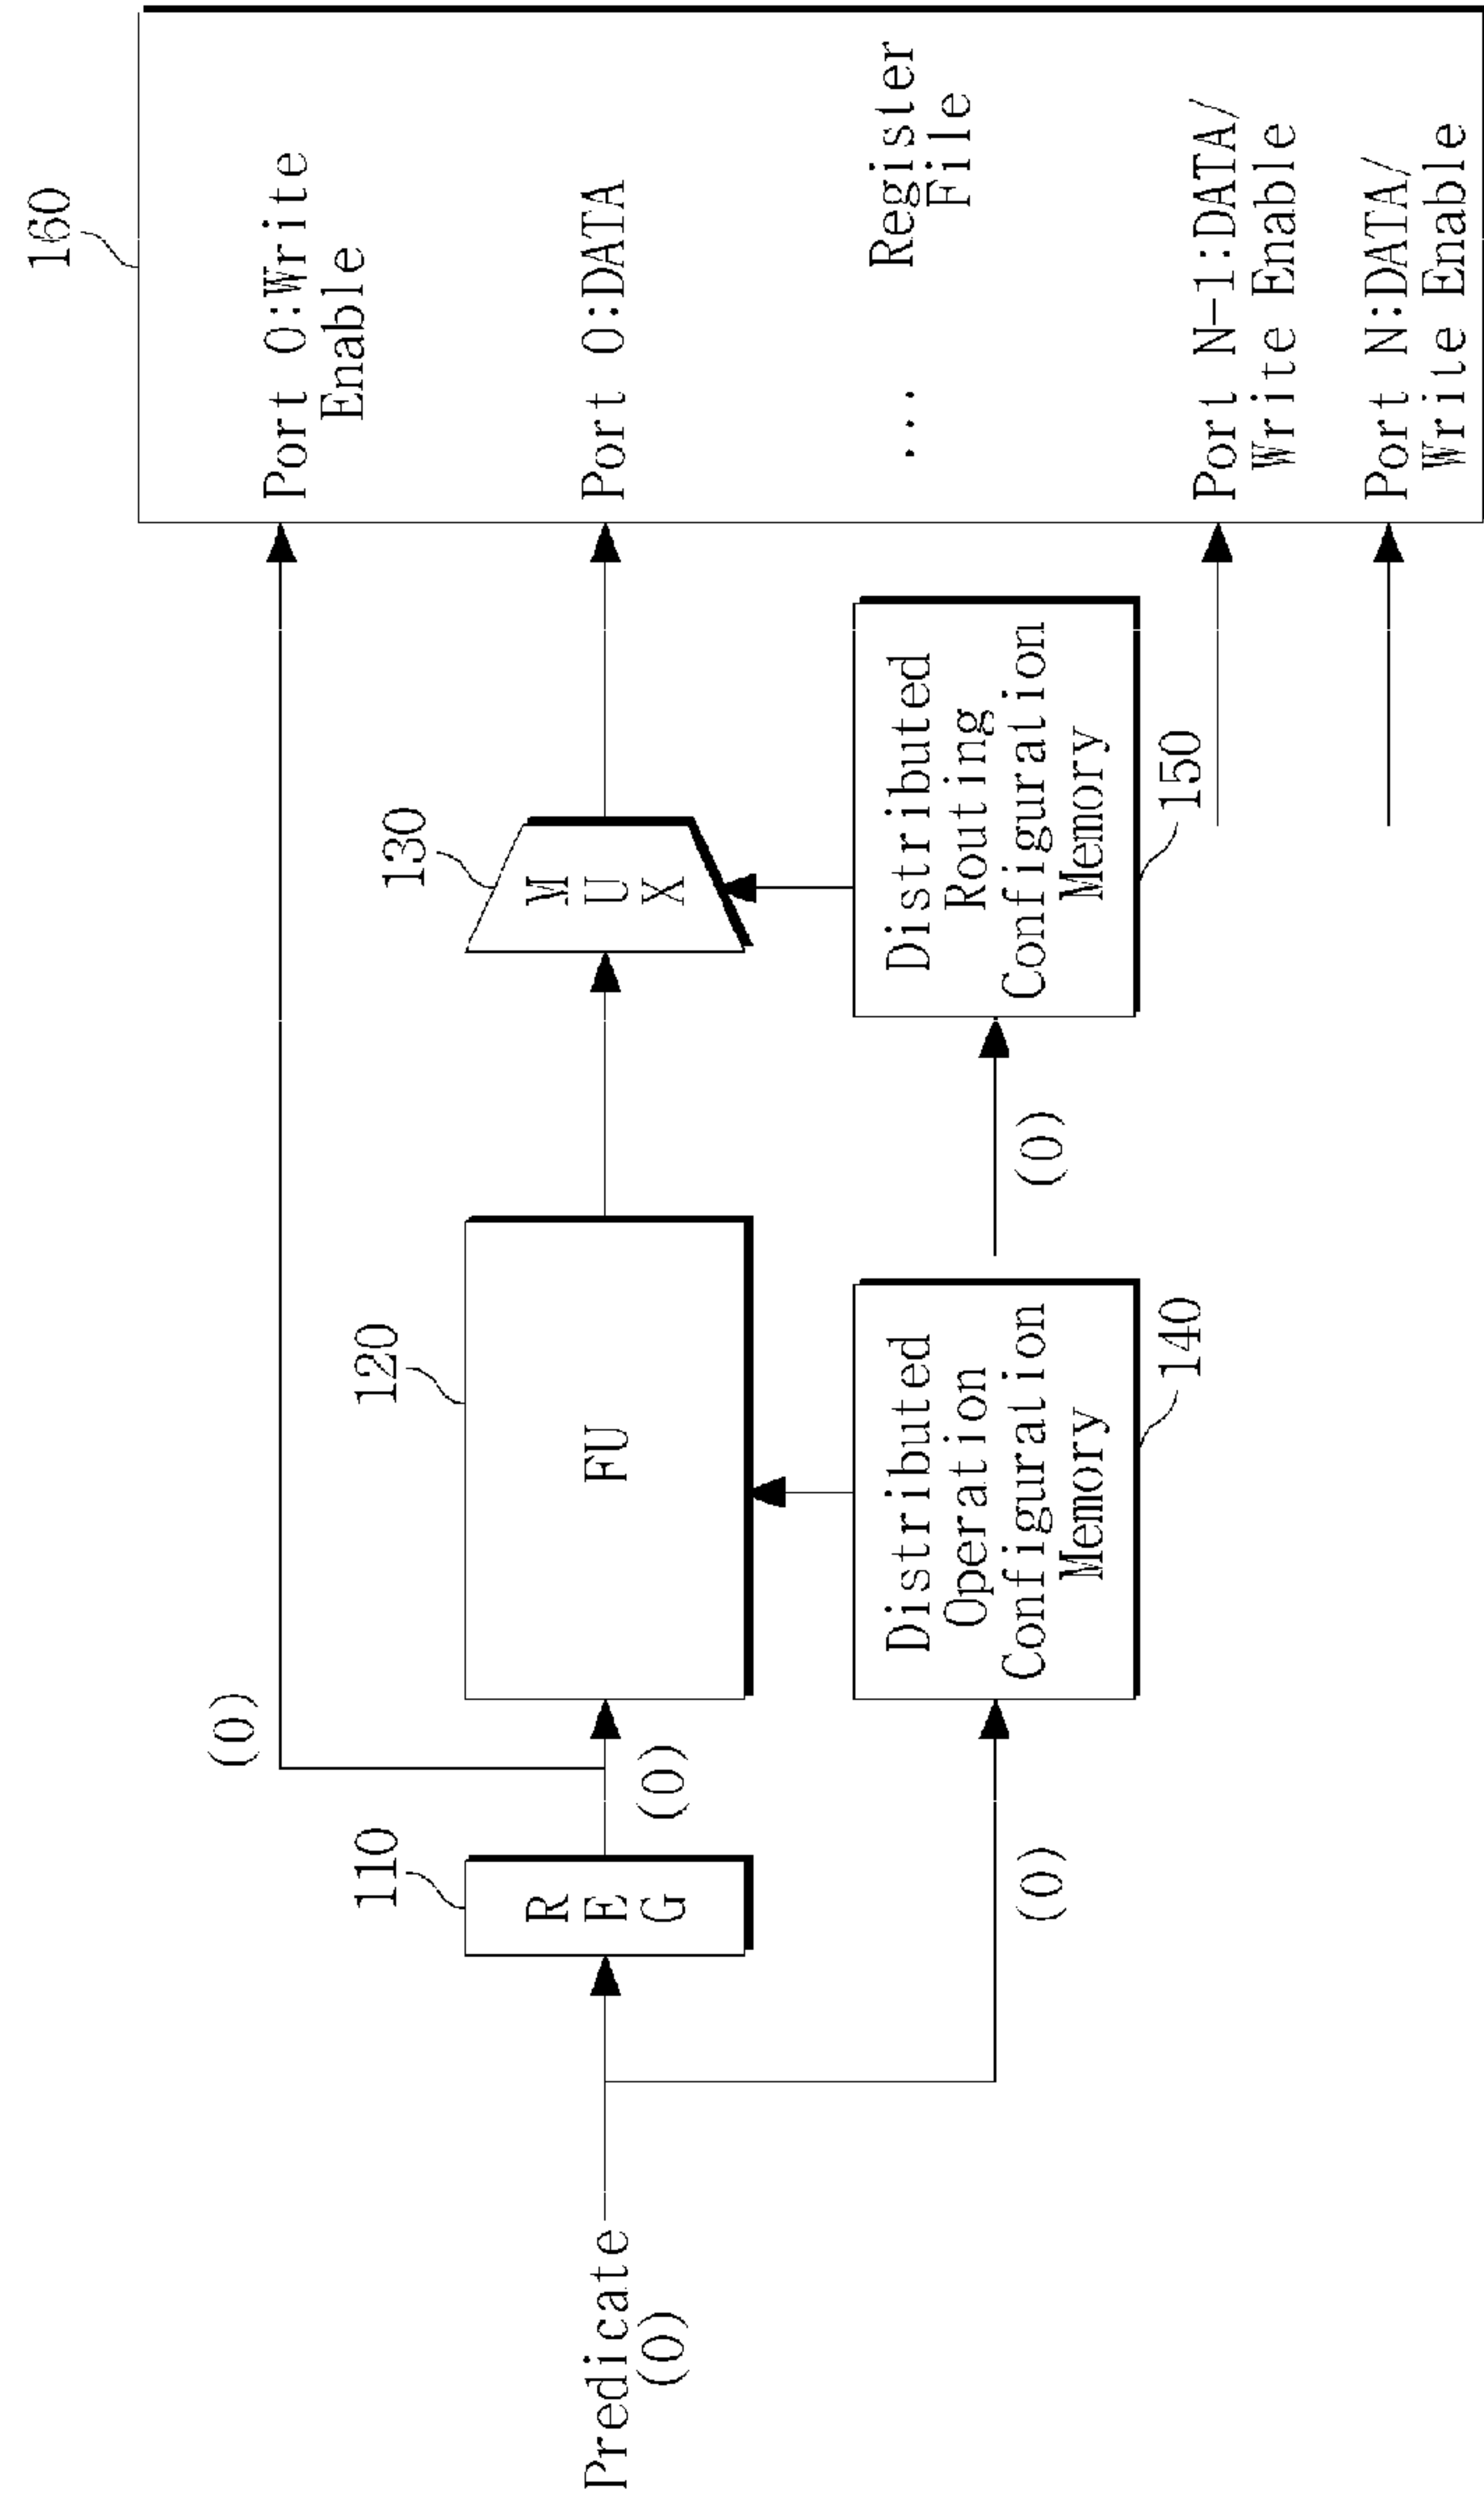 160
Port 0:Write
Enable
(0)
130
120
110
Predicate
(0)
R
E
G
(0)
FU
M
U
X
Port 0:DATA
Distributed
Operation
Configuration
Memory
Distributed
Routing
Configuration
Memory
...
Register
File
(0)
(0)
140
150
Port N-1:DATA/
Write Enable
Port N:DATA/
Write Enable